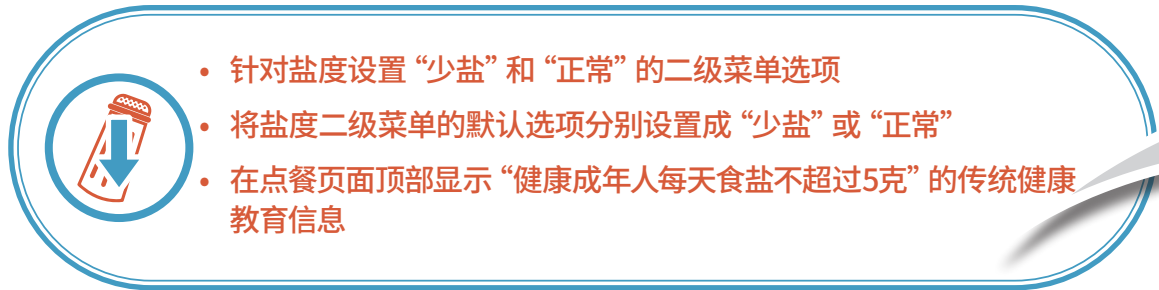 • 针对盐度设置 “少盐” 和 “正常” 的二级菜单选项
• 将盐度二级菜单的默认选项分别设置成 “少盐” 或 “正常”
• 在点餐页面顶部显示 “健康成年人每天食盐不超过5克” 的传统健康
教育信息